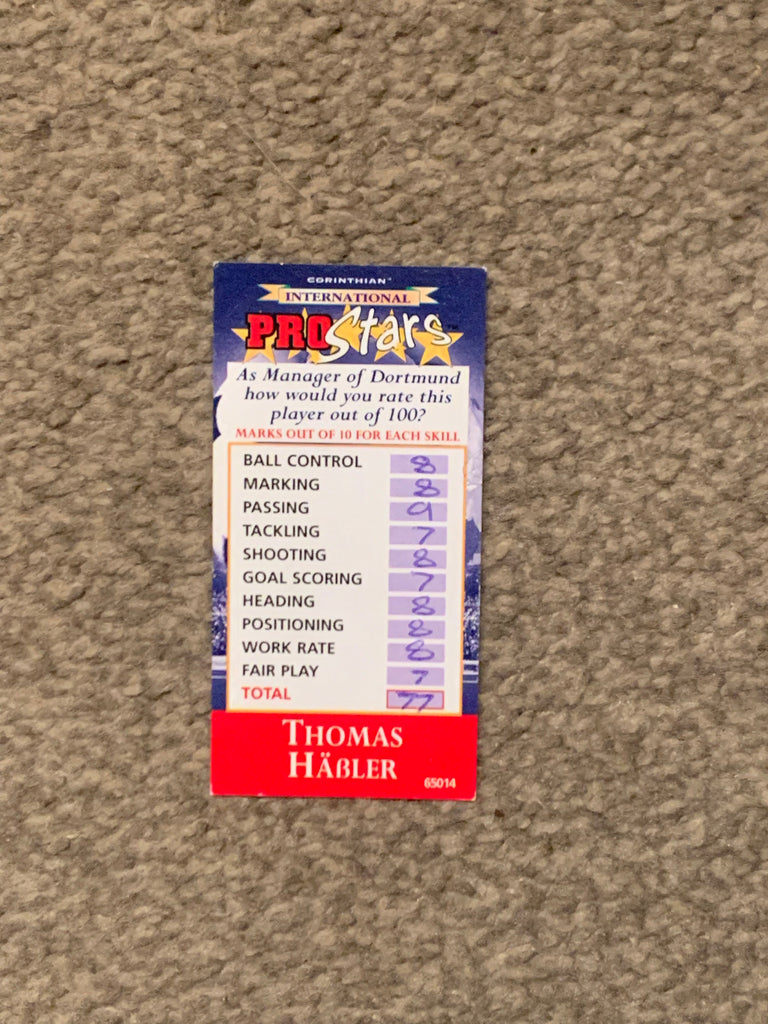 CORINTHIAN™
INTERNATIONAL
PROStars™
As Manager of Dortmund
how would you rate this
player out of 100?
MARKS OUT OF 10 FOR EACH SKILL
BALL CONTROL 8
MARKING 8
PASSING 9
TACKLING 7
SHOOTING 8
GOAL SCORING 7
HEADING 8
POSITIONING 8
WORK RATE 8
FAIR PLAY 7
TOTAL 77
THOMAS
HÄßLER
65014